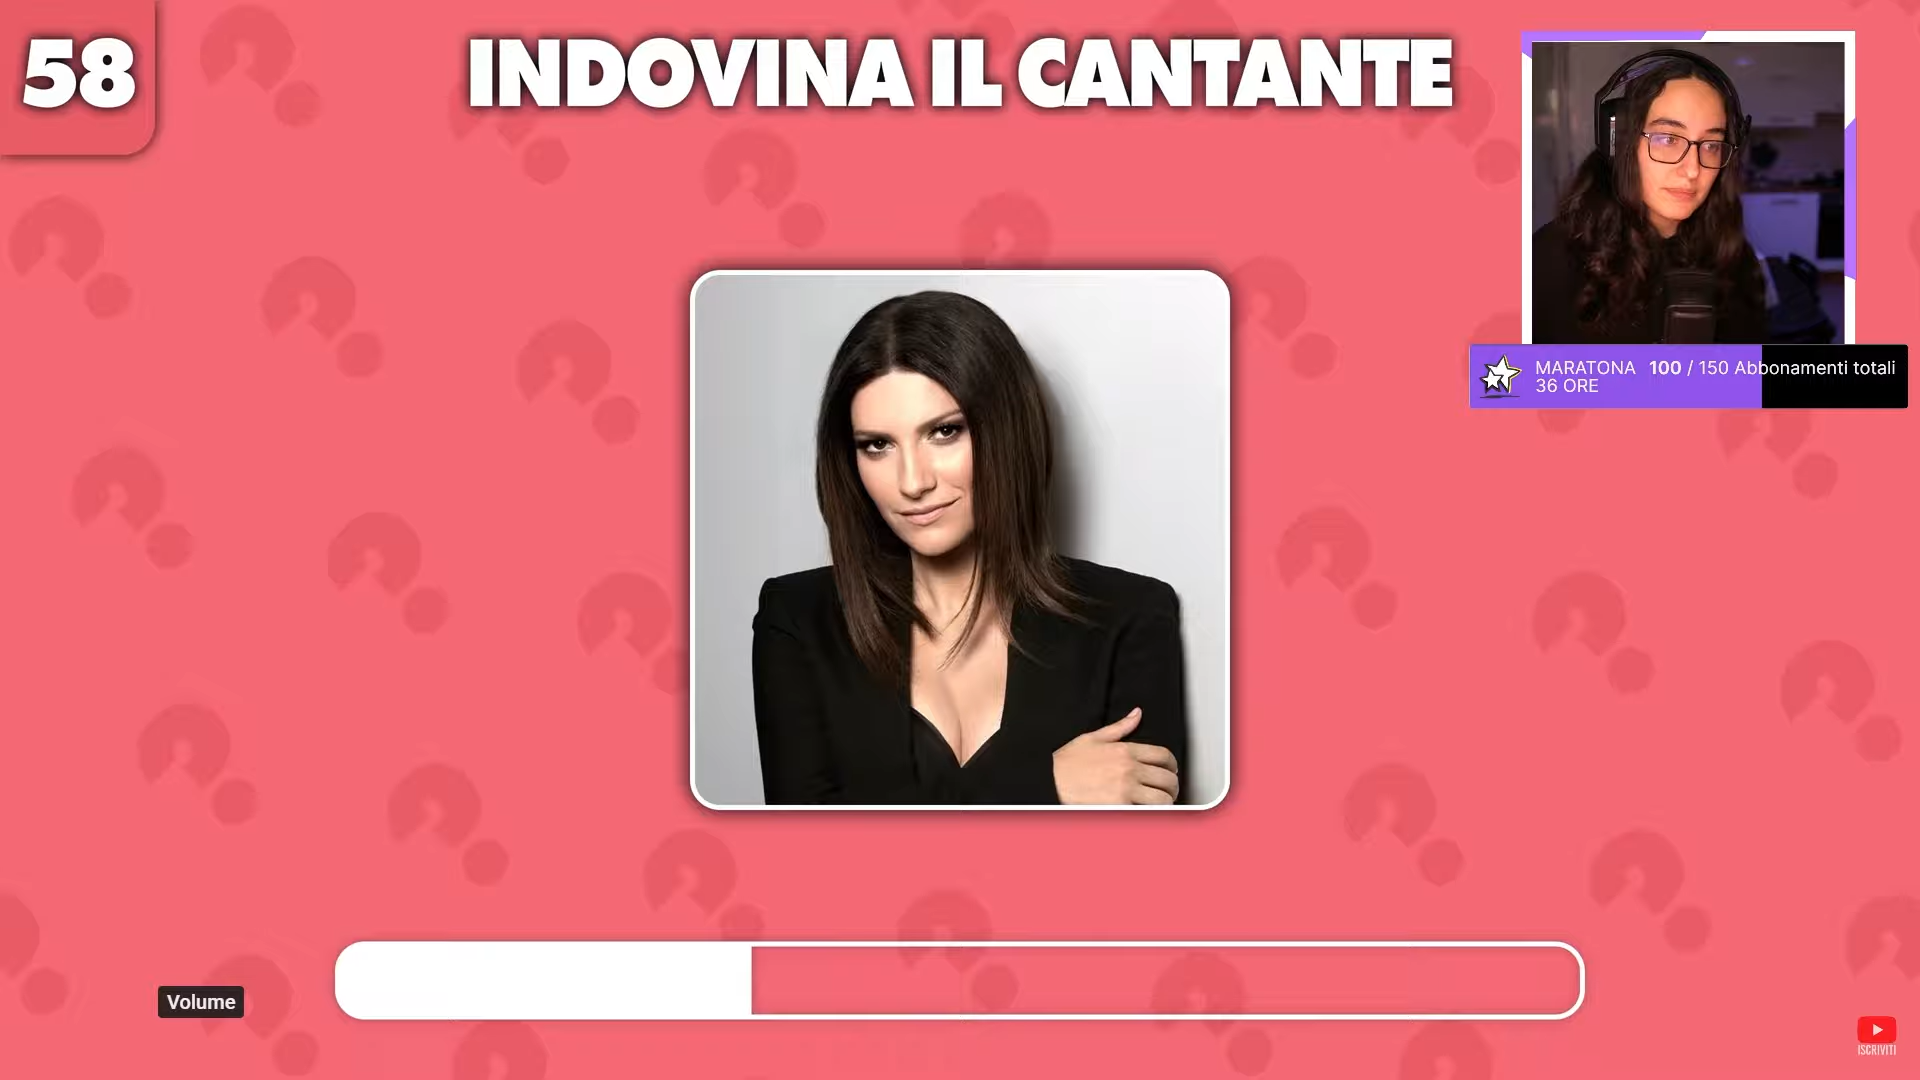 58
INDOVINA IL CANTANTE
MARATONA 100 / 150 Abbonamenti totali
36 ORE
Volume
ISCRIVITI